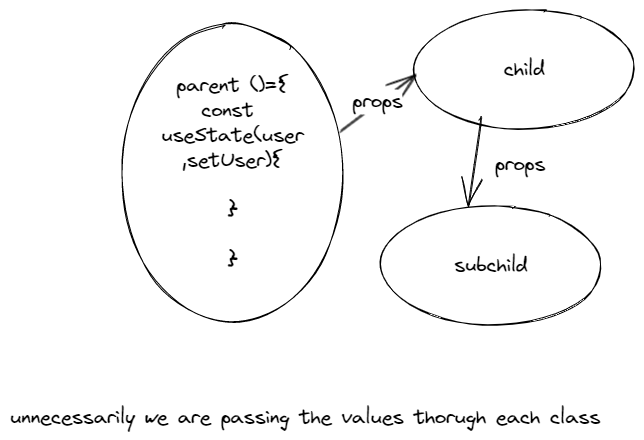 parent ()={
const
useState(user
,setUser){
}
}
props
child
props
subchild
unnecessarily we are passing the values thorugh each class